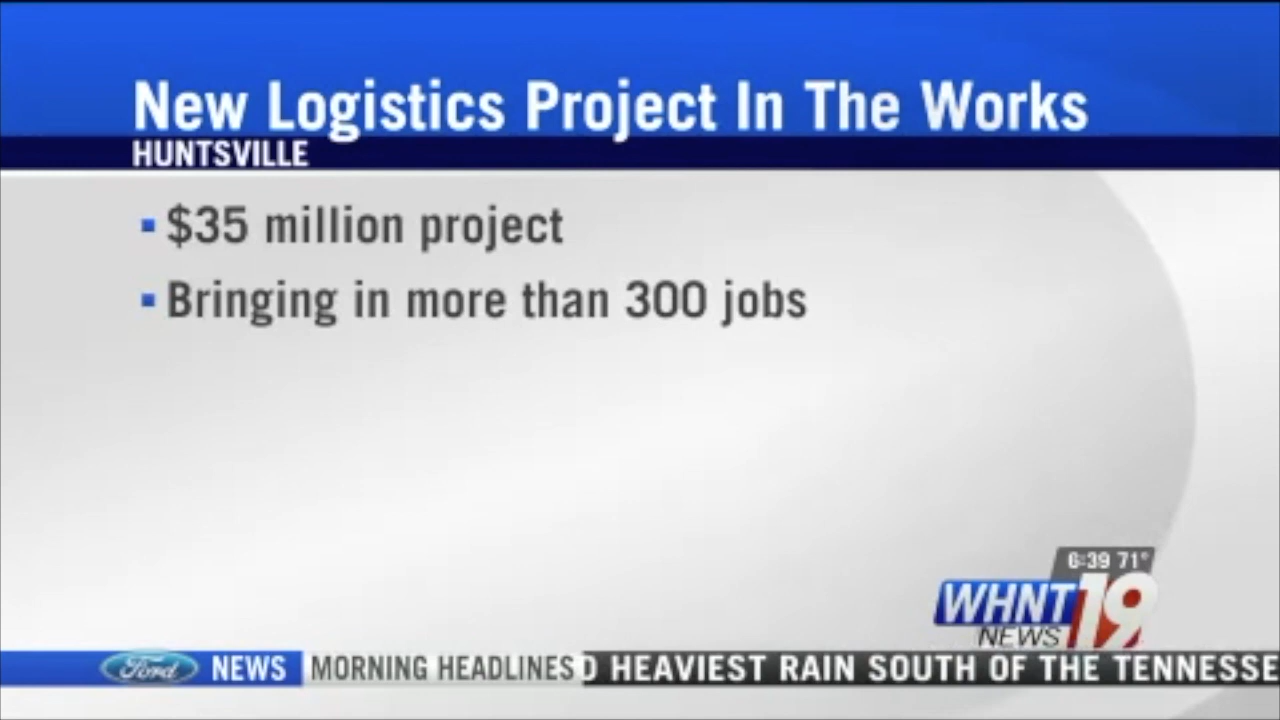 New Logistics Project In The Works
HUNTSVILLE
▪ $35 million project
▪ Bringing in more than 300 jobs
6:39 71°
WHNT 19
NEWS
Ford NEWS MORNING HEADLINES D HEAVIEST RAIN SOUTH OF THE TENNESSE